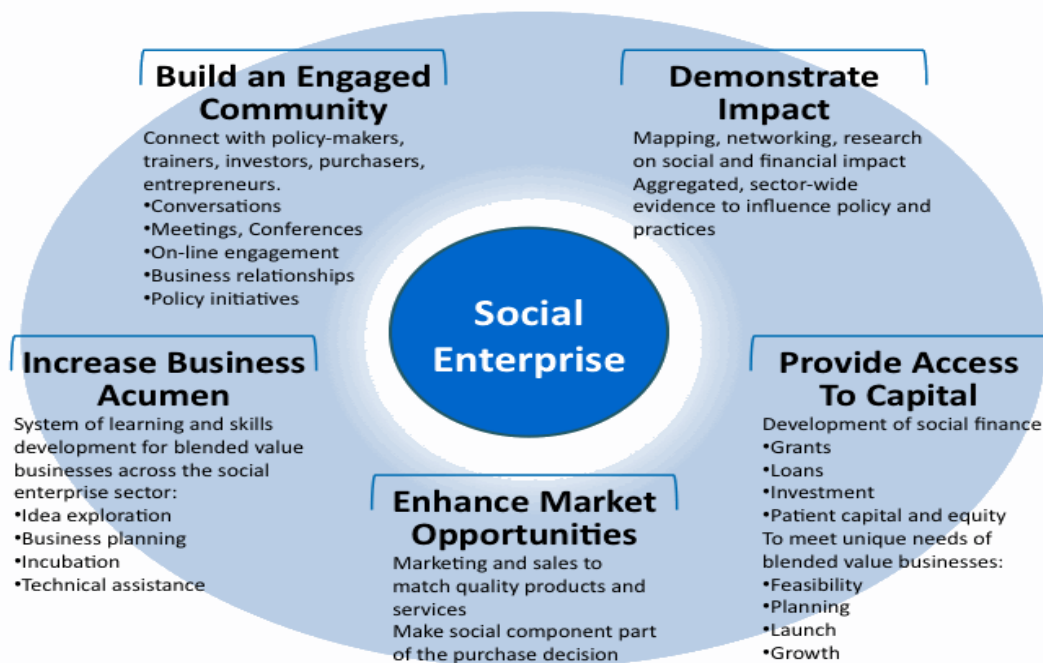 Build an Engaged
Community
Connect with policy-makers,
trainers, investors, purchasers,
entrepreneurs.
•Conversations
•Meetings, Conferences
•On-line engagement
•Business relationships
•Policy initiatives
Demonstrate
Impact
Mapping, networking, research
on social and financial impact
Aggregated, sector-wide
evidence to influence policy and
practices
Social
Enterprise
Increase Business
Acumen
System of learning and skills
development for blended value
businesses across the social
enterprise sector:
•Idea exploration
•Business planning
•Incubation
•Technical assistance
Enhance Market
Opportunities
Marketing and sales to
match quality products and
services
Make social component part
of the purchase decision
Provide Access
To Capital
Development of social finance
•Grants
•Loans
•Investment
•Patient capital and equity
To meet unique needs of
blended value businesses:
•Feasibility
•Planning
•Launch
•Growth